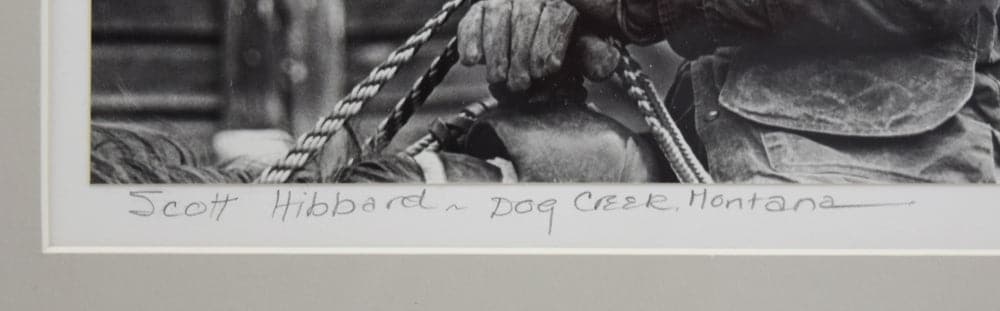 Scott Hibbard ~ Dog Creek, Montana